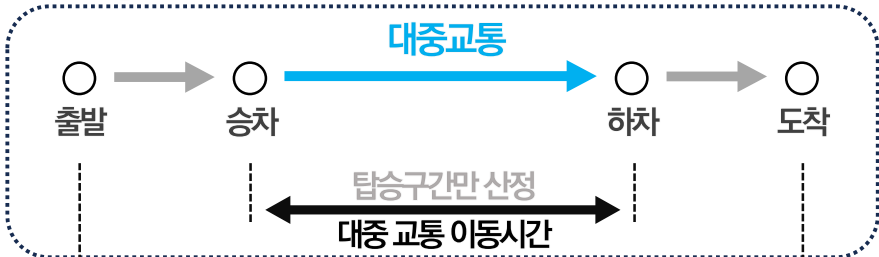 대중교통
출발
승차
하차
도착
탑승구간만 산정
대중 교통 이동시간